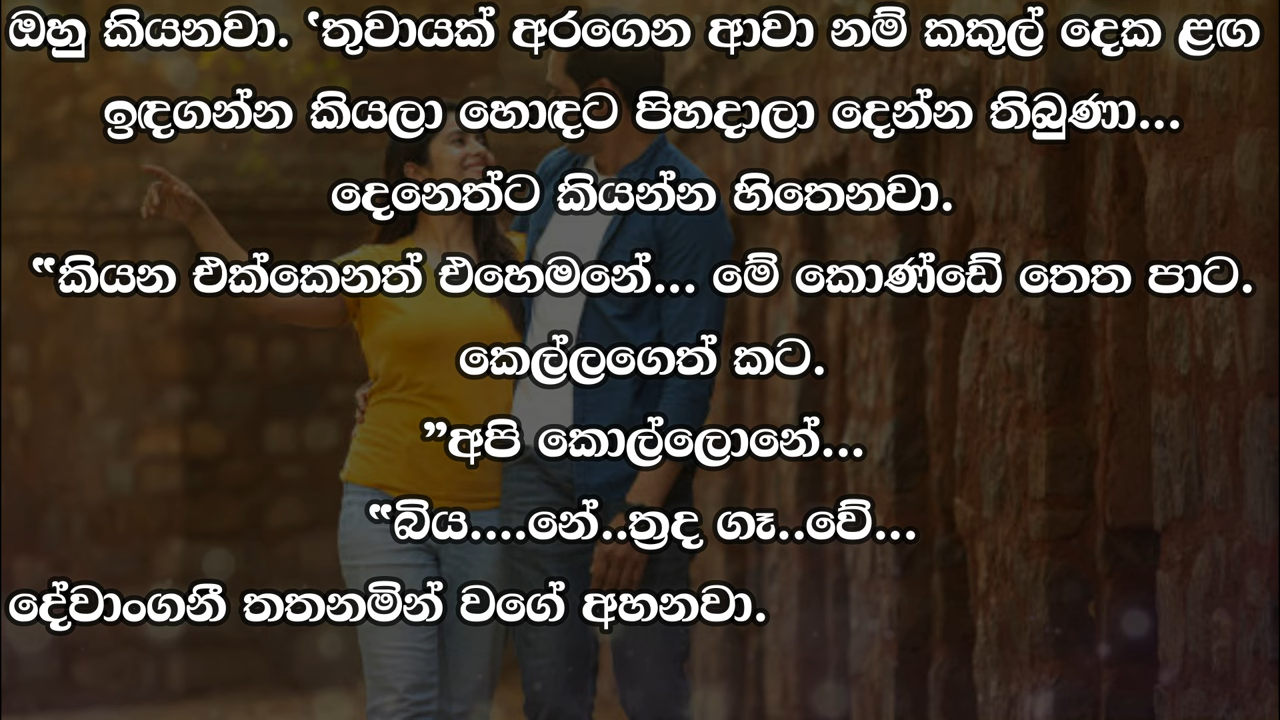 ඔහු කියනවා. ‘තුවායක් අරගෙන ආවා නම් කකුල් දෙක ළඟ
ඉඳගන්න කියලා හොඳට පිහදාලා දෙන්න තිබුණා...
දෙනෙත්ට කියන්න හිතෙනවා.
“කියන එක්කෙනත් එහෙමනේ... මේ කොණ්ඩේ තෙත පාට.
කෙල්ලගෙත් කට.
”අපි කොල්ලොනේ...
“බිය....නේ..ත්‍රද ගෑ..වේ...
දේවාංගනී තතනමින් වගේ අහනවා.